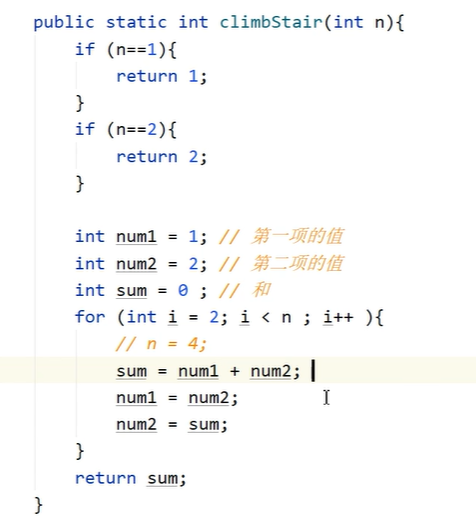 public static int climbStair(int n){
if (n==1){
return 1;
}
if (n==2){
return 2;
}
int num1 = 1; // 第一项的值
int num2 = 2; // 第二项的值
int sum = 0 ; // 和
for (int i = 2; i < n ; i++ ){
// n = 4;
sum = num1 + num2;
num1 = num2;
num2 = sum;
}
return sum;
}